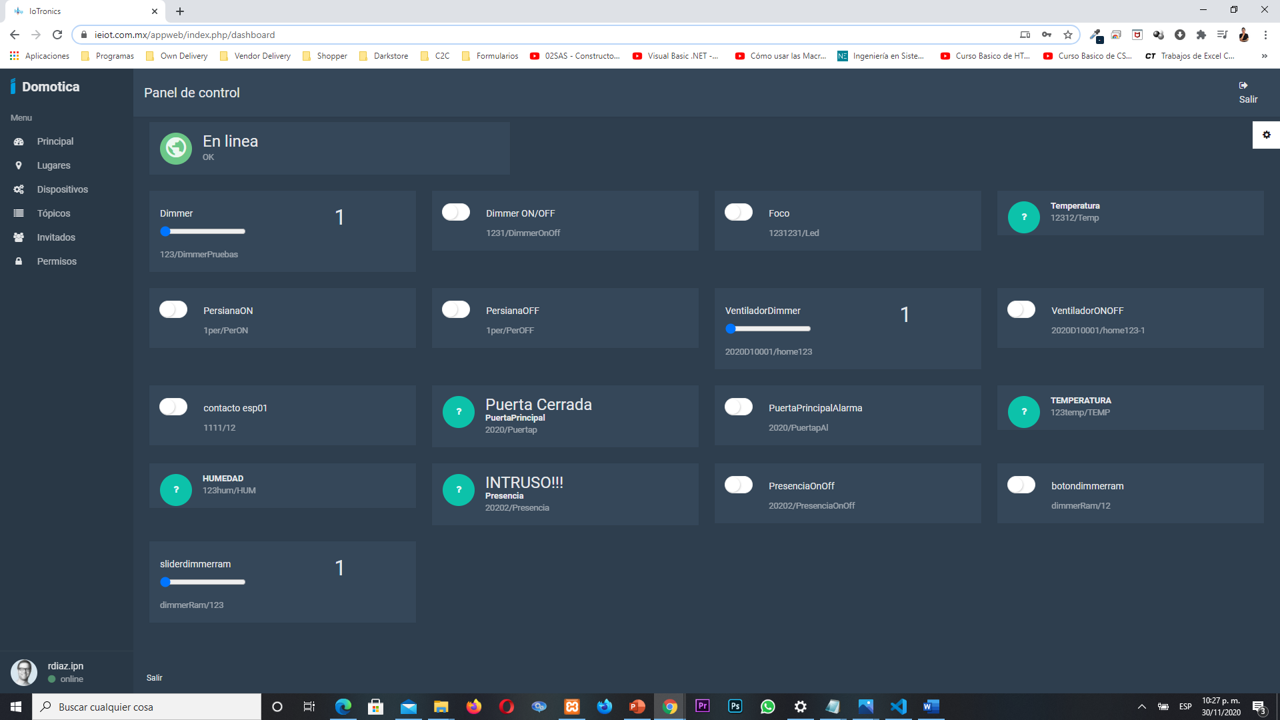 IoTronics
ieiot.com.mx/appweb/index.php/dashboard
Aplicaciones Programas Own Delivery Vendor Delivery Shopper Darkstore C2C Formularios 02SAS - Constructo... Visual Basic .NET -... Cómo usar las Macr... Ingeniería en Siste... Curso Basico de HT... Curso Basico de CS... CT Trabajos de Excel C... »
Domotica
Panel de control
Salir
Menu
Principal
Lugares
Dispositivos
Tópicos
Invitados
Permisos
En linea
OK
Dimmer 1
123/DimmerPruebas
Dimmer ON/OFF
1231/DimmerOnOff
Foco
1231231/Led
?
Temperatura
12312/Temp
PersianaON
1per/PerON
PersianaOFF
1per/PerOFF
VentiladorDimmer 1
2020D10001/home123
VentiladorONOFF
2020D10001/home123-1
contacto esp01
1111/12
?
Puerta Cerrada
PuertaPrincipal
2020/Puertap
PuertaPrincipalAlarma
2020/PuertapAl
?
TEMPERATURA
123temp/TEMP
?
HUMEDAD
123hum/HUM
?
INTRUSO!!!
Presencia
20202/Presencia
PresenciaOnOff
20202/PresenciaOnOff
botondimmerram
dimmerRam/12
sliderdimmerram 1
dimmerRam/123
rdiaz.ipn
online
Salir
Buscar cualquier cosa
Pr
Ps
ESP
10:27 p. m.
30/11/2020
3